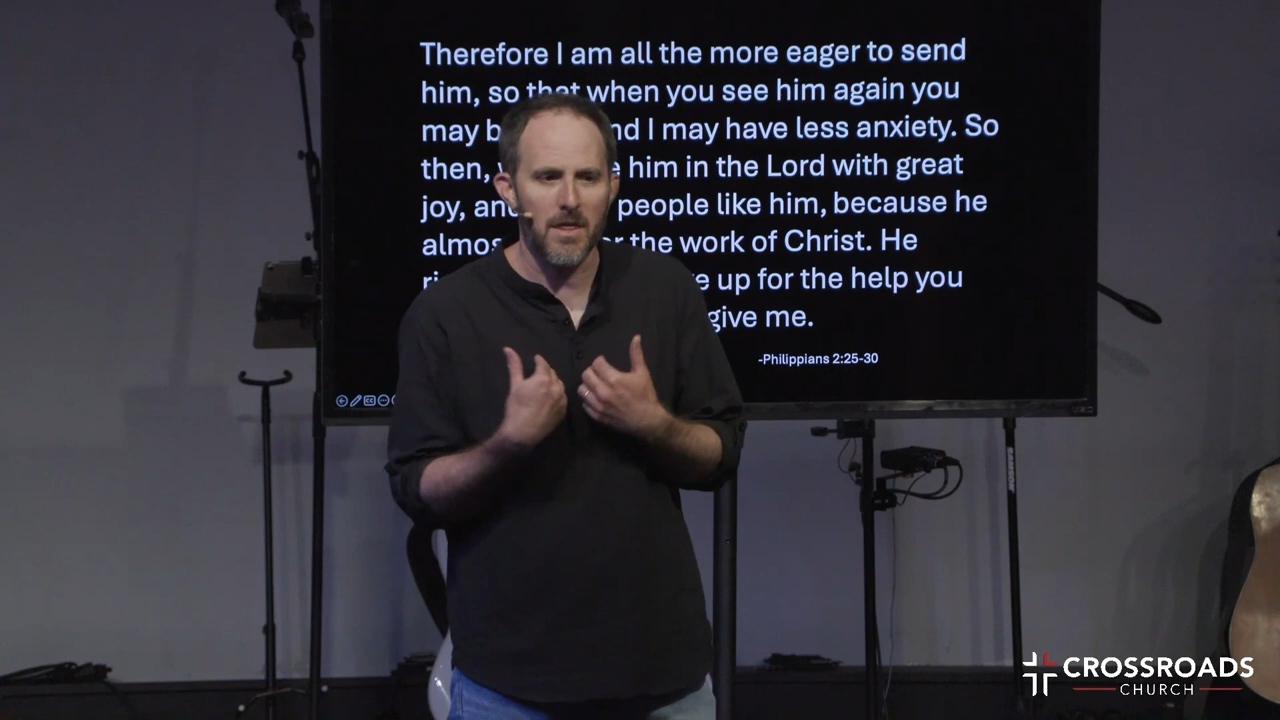 Therefore I am all the more eager to send
him, so that when you see him again you
may nd I may have less anxiety. So
then, him in the Lord with great
joy, and people like him, because he
almos the work of Christ. He
up for the help you
give me.
-Philippians 2:25-30
SAMSON
CROSSROADS
CHURCH